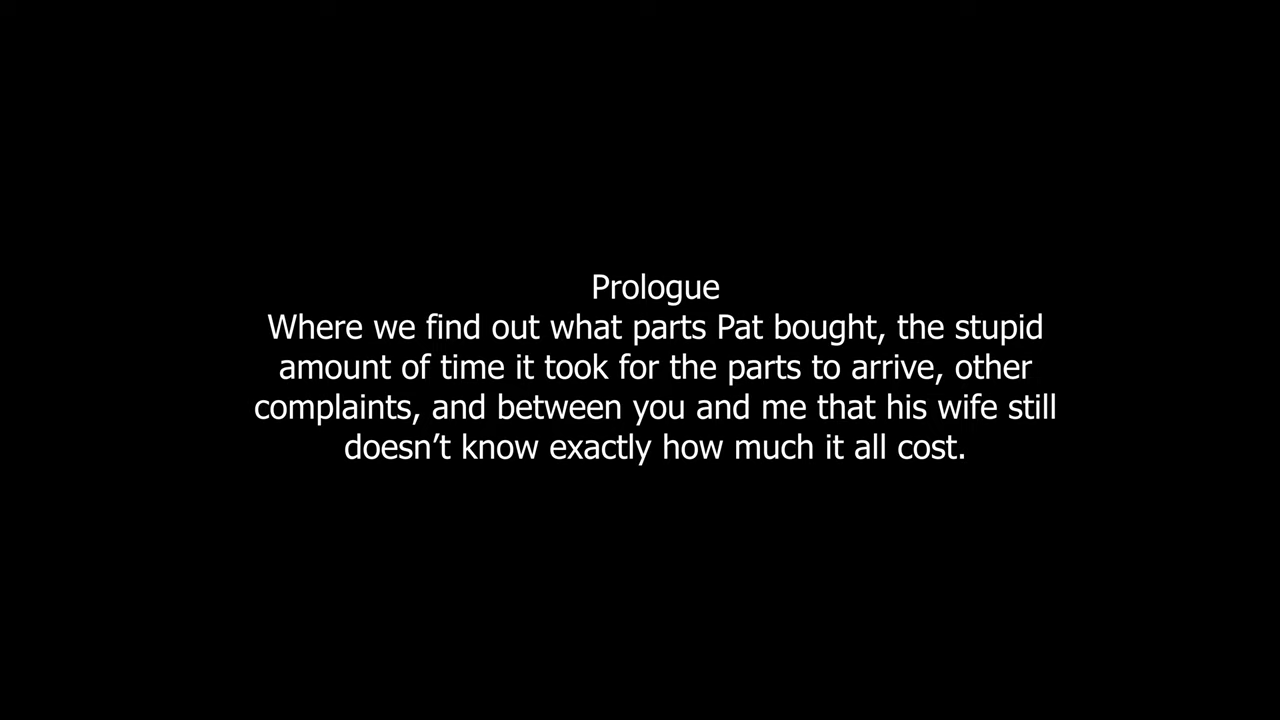 Prologue
Where we find out what parts Pat bought, the stupid
amount of time it took for the parts to arrive, other
complaints, and between you and me that his wife still
doesn’t know exactly how much it all cost.